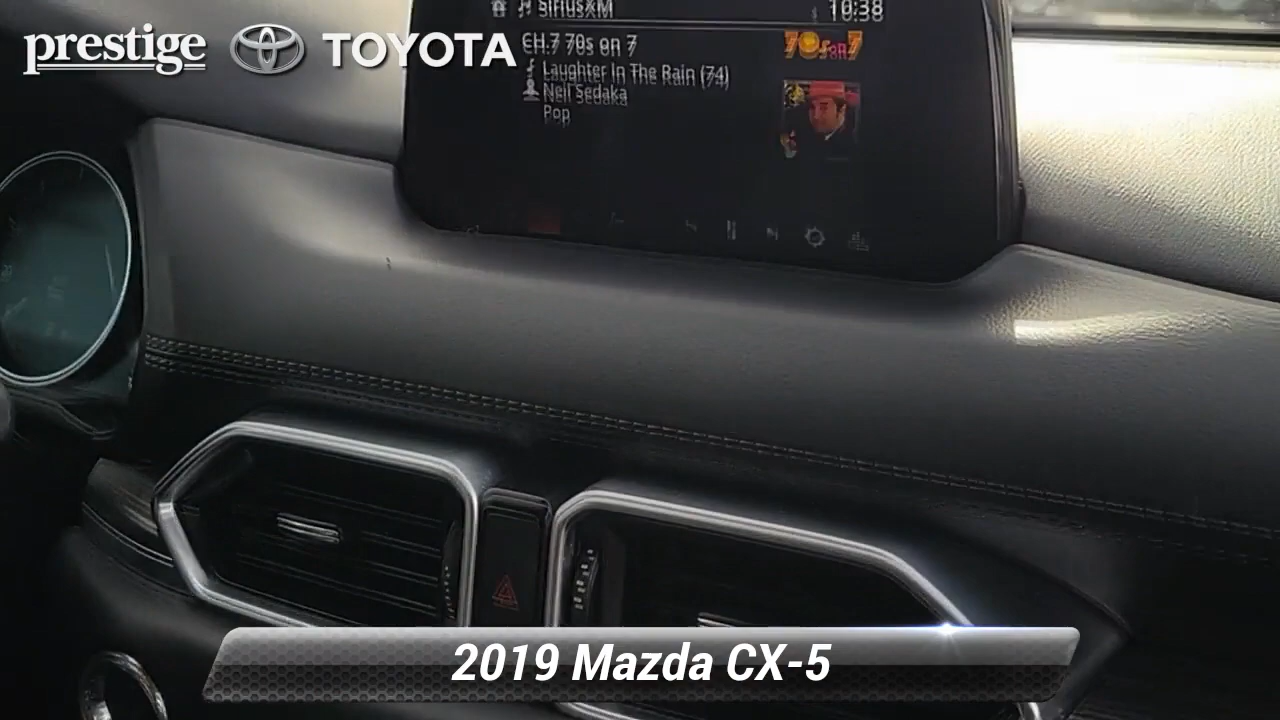 prestige TOYOTA
SiriusXM 10:38
CH.7 70s on 7
70s on 7
Laughter In The Rain (74)
Neil Sedaka
Pop
2019 Mazda CX-5